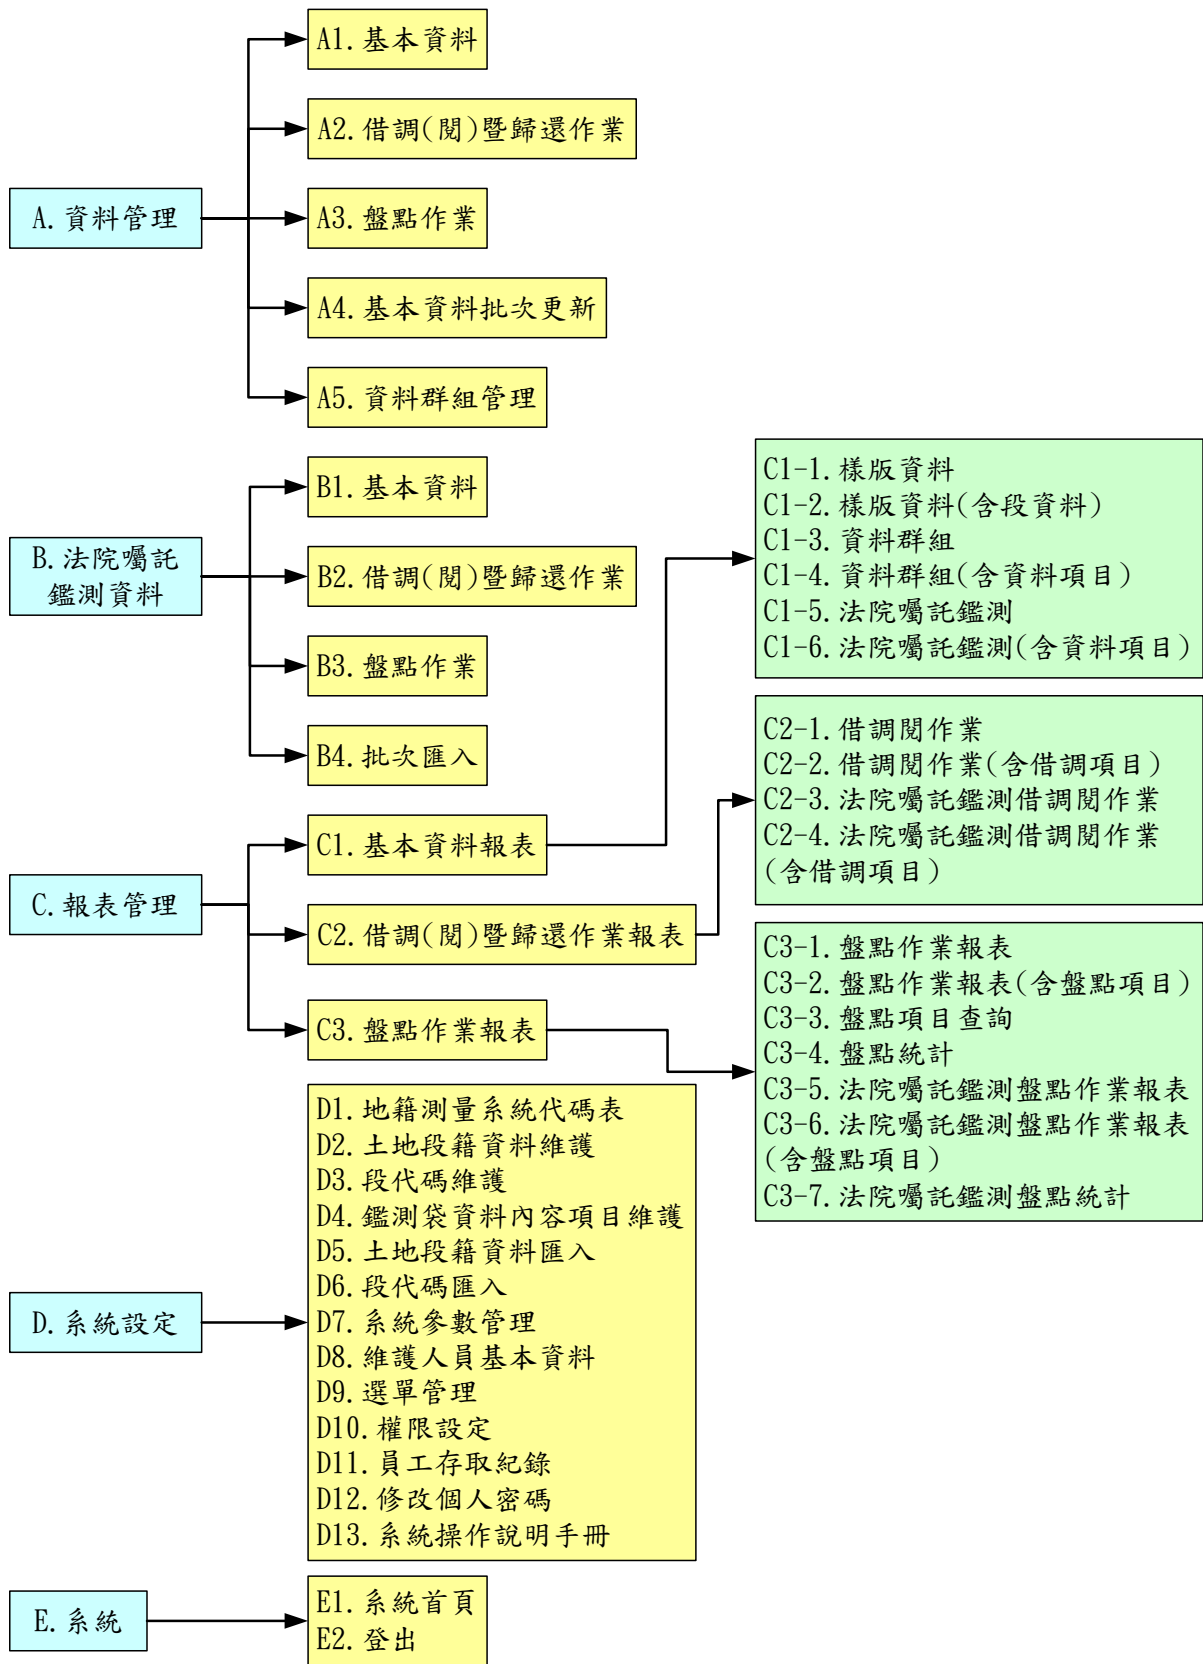 A.資料管理
A1.基本資料
A2.借調(閱)暨歸還作業
A3.盤點作業
A4.基本資料批次更新
A5.資料群組管理
B.法院囑託
鑑測資料
B1.基本資料
B2.借調(閱)暨歸還作業
B3.盤點作業
B4.批次匯入
C.報表管理
C1.基本資料報表
C1-1.樣版資料
C1-2.樣版資料(含段資料)
C1-3.資料群組
C1-4.資料群組(含資料項目)
C1-5.法院囑託鑑測
C1-6.法院囑託鑑測(含資料項目)
C2.借調(閱)暨歸還作業報表
C2-1.借調閱作業
C2-2.借調閱作業(含借調項目)
C2-3.法院囑託鑑測借調閱作業
C2-4.法院囑託鑑測借調閱作業
(含借調項目)
C3.盤點作業報表
C3-1.盤點作業報表
C3-2.盤點作業報表(含盤點項目)
C3-3.盤點項目查詢
C3-4.盤點統計
C3-5.法院囑託鑑測盤點作業報表
C3-6.法院囑託鑑測盤點作業報表
(含盤點項目)
C3-7.法院囑託鑑測盤點統計
D.系統設定
D1.地籍測量系統代碼表
D2.土地段籍資料維護
D3.段代碼維護
D4.鑑測袋資料內容項目維護
D5.土地段籍資料匯入
D6.段代碼匯入
D7.系統參數管理
D8.維護人員基本資料
D9.選單管理
D10.權限設定
D11.員工存取紀錄
D12.修改個人密碼
D13.系統操作說明手冊
E.系統
E1.系統首頁
E2.登出